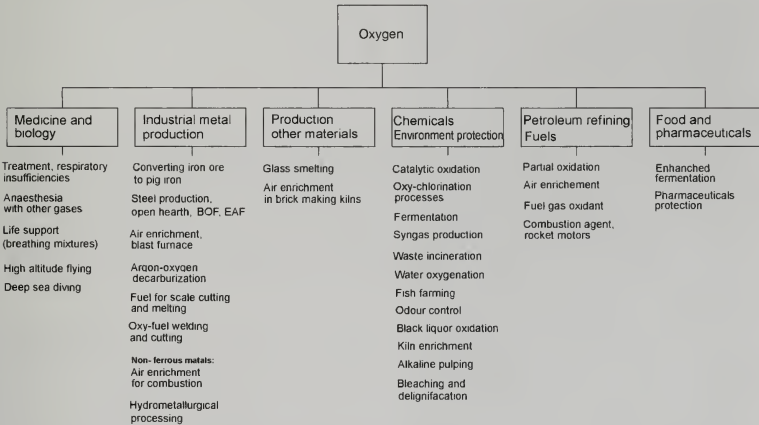 Oxygen
Medicine and
biology
Treatment, respiratory
insufficiencies
Anaesthesia
with other gases
Life support
(breathing mixtures)
High altitude flying
Deep sea diving
Industrial metal
production
Converting iron ore
to pig iron
Steel production,
open hearth, BOF, EAF
Air enrichment,
blast furnace
Argon-oxygen
decarburization
Fuel for scale cutting
and melting
Oxy-fuel welding
and cutting
Non- ferrous matals:
Air enrichment
for combustion
Hydrometallurgical
processing
Production
other materials
Glass smelting
Air enrichment
in brick making kilns
Chemicals
Environment protection
Catalytic oxidation
Oxy-chlorination
processes
Fermentation
Syngas production
Waste incineration
Water oxygenation
Fish farming
Odour control
Black liquor oxidation
Kiln enrichment
Alkaline pulping
Bleaching and
delignifacation
Petroleum refining
Fuels
Partial oxidation
Air enrichement
Fuel gas oxidant
Combustion agent,
rocket motors
Food and
pharmaceuticals
Enhanched
fermentation
Pharmaceuticals
protection